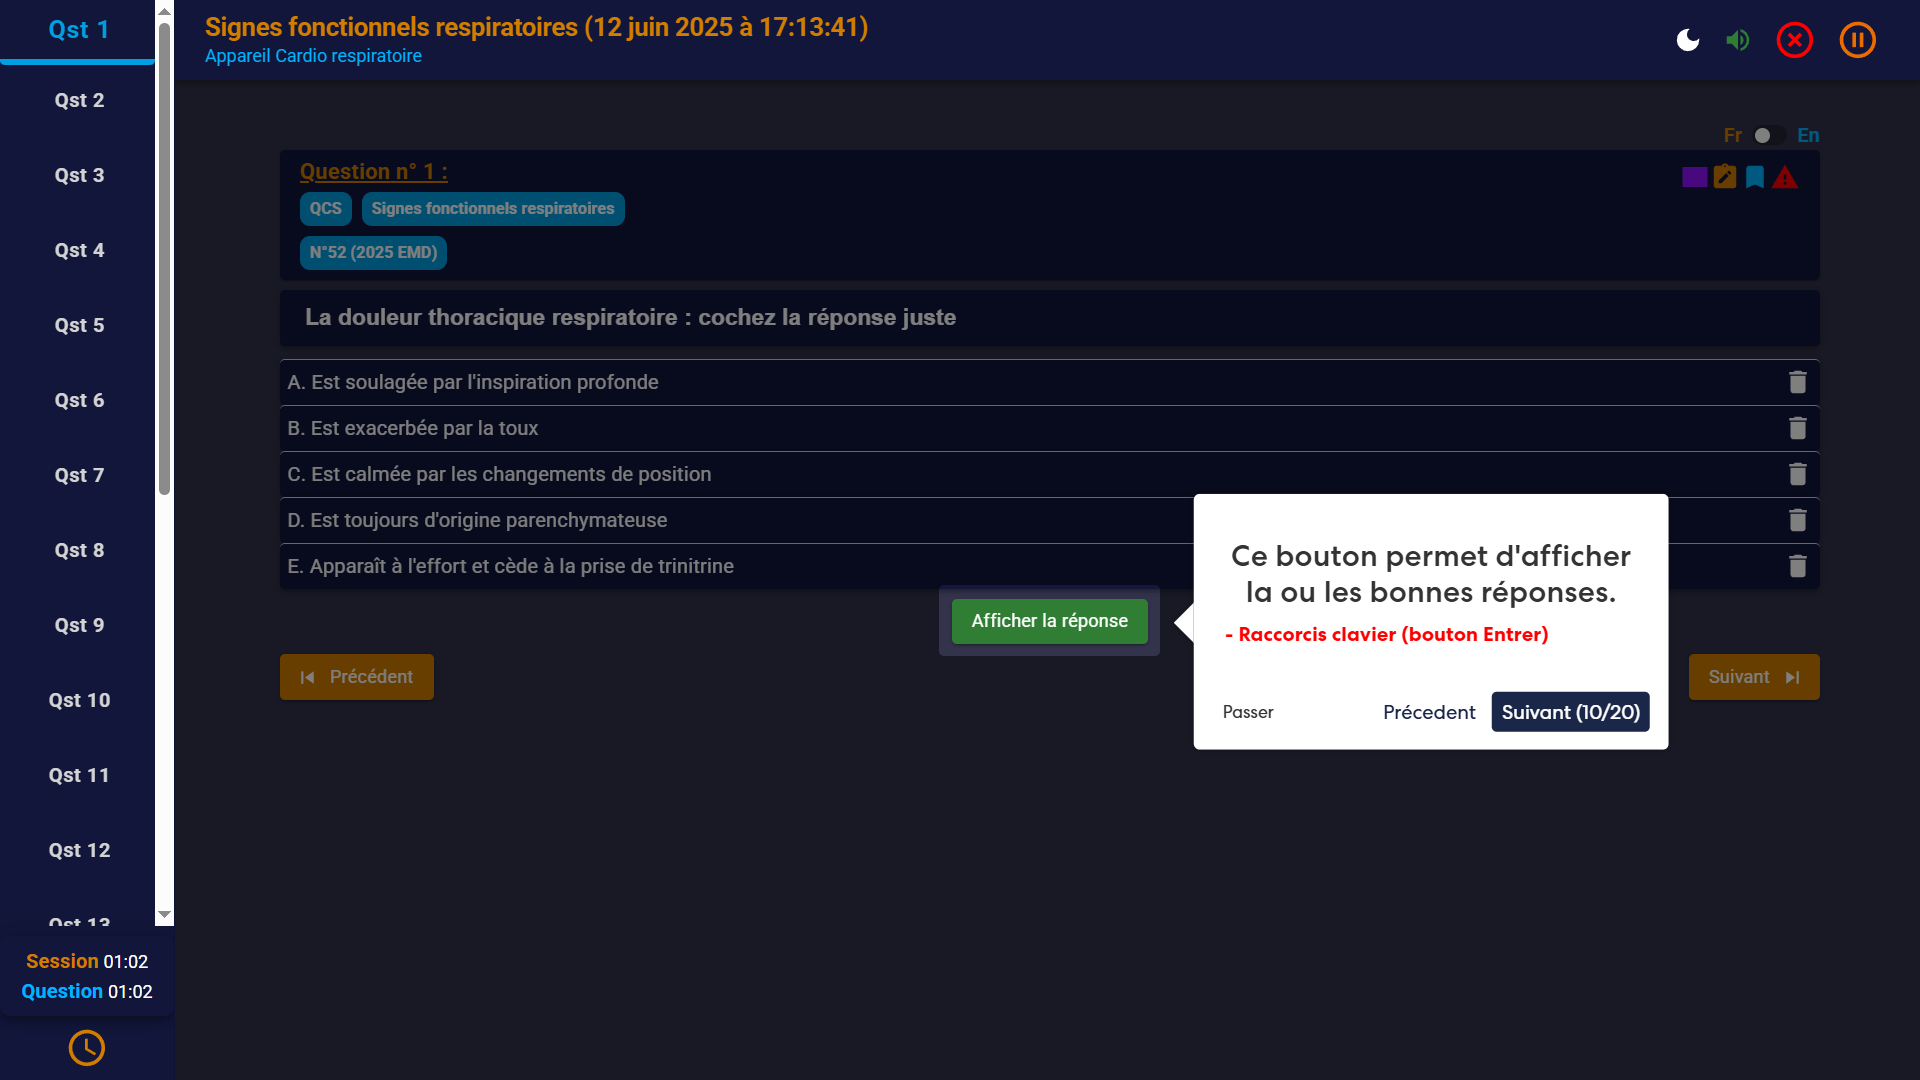 Qst 1
Qst 2
Qst 3
Qst 4
Qst 5
Qst 6
Qst 7
Qst 8
Qst 9
Qst 10
Qst 11
Qst 12
Qst 13
Session 01:02
Question 01:02
Signes fonctionnels respiratoires (12 juin 2025 à 17:13:41)
Appareil Cardio respiratoire
Fr En
Question n° 1 :
QCS Signes fonctionnels respiratoires
N°52 (2025 EMD)
La douleur thoracique respiratoire : cochez la réponse juste
A. Est soulagée par l'inspiration profonde
B. Est exacerbée par la toux
C. Est calmée par les changements de position
D. Est toujours d'origine parenchymateuse
E. Apparaît à l'effort et cède à la prise de trinitrine
Afficher la réponse
Précédent
Suivant
Ce bouton permet d'afficher
la ou les bonnes réponses.
- Raccorcis clavier (bouton Entrer)
Passer
Précedent
Suivant (10/20)